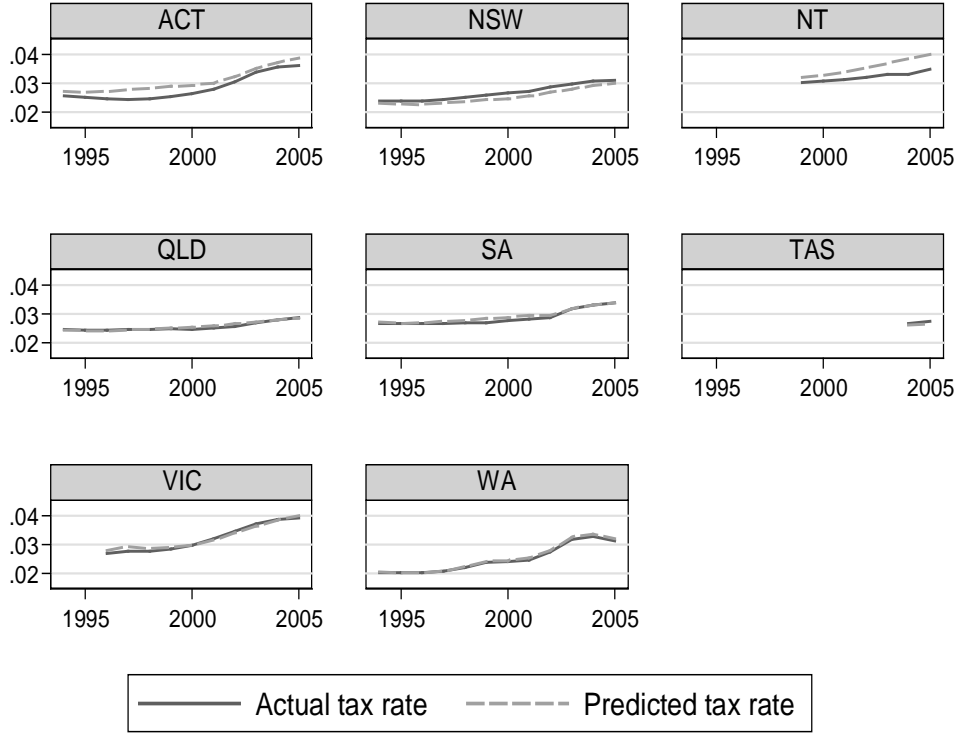 ACT NSW NT
.04
.03
.02
1995 2000 2005 1995 2000 2005 1995 2000 2005
QLD SA TAS
.04
.03
.02
1995 2000 2005 1995 2000 2005 1995 2000 2005
VIC WA
.04
.03
.02
1995 2000 2005 1995 2000 2005
Actual tax rate Predicted tax rate